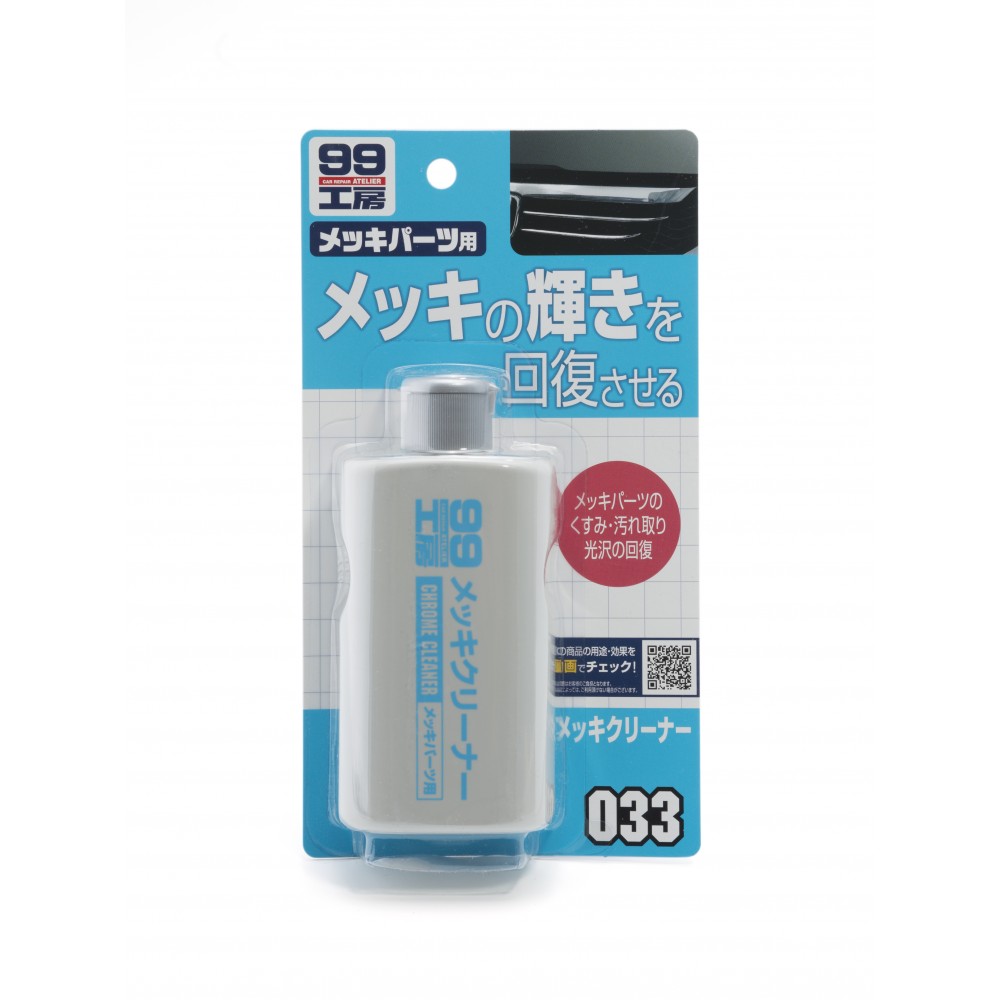 99
CAR REPAIR ATELIER
工房
メッキパーツ用
メッキの輝きを
回復させる
メッキパーツの
くすみ・汚れ取り
光沢の回復
の商品の用途・効果を
画でチェック!
メッキクリーナー
033
99
工房
メッキクリーナー
CHROME CLEANER
メッキパーツ用